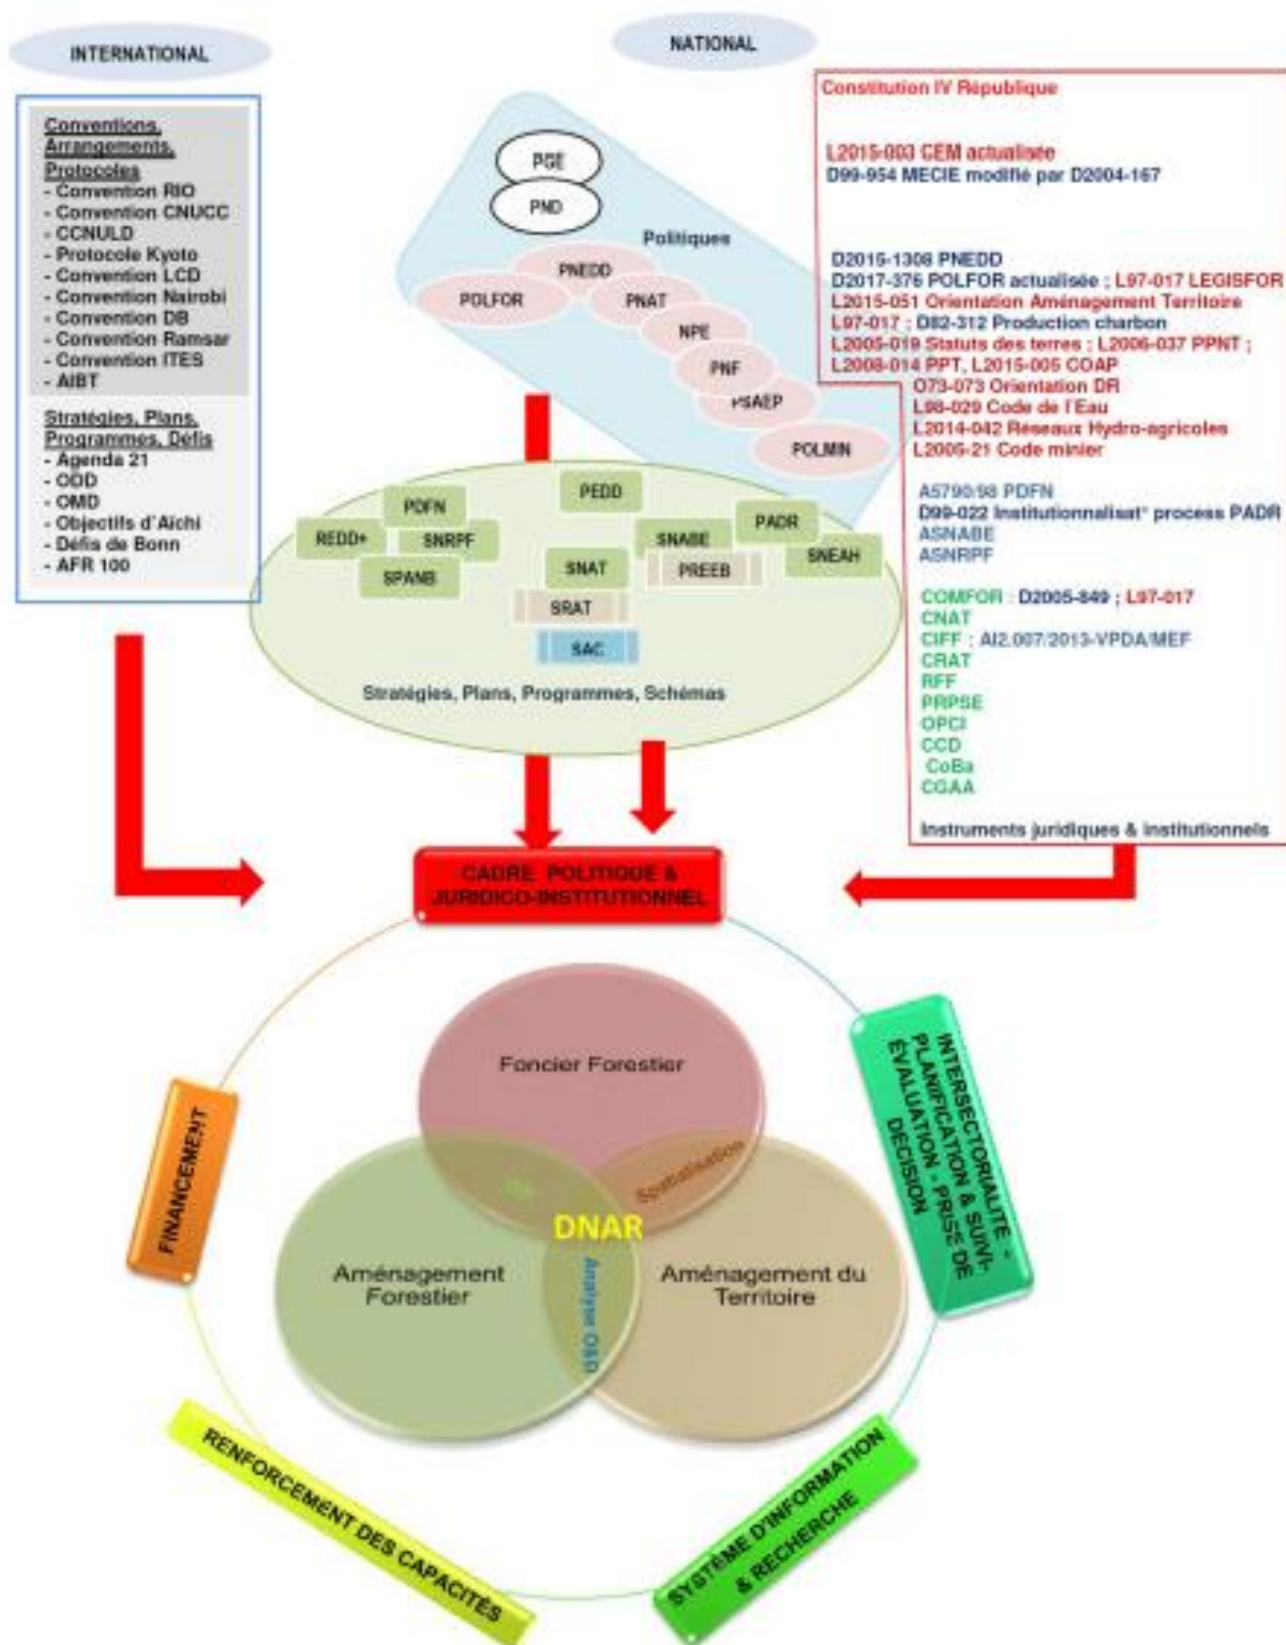 INTERNATIONAL
NATIONAL
Conventions,
Arrangements,
Protocoles
- Convention RIO
- Convention CNUCC
- CCNULD
- Protocole Kyoto
- Convention LCD
- Convention Nairobi
- Convention DB
- Convention Ramsar
- Convention ITES
- AIBT
Stratégies, Plans,
Programmes, Défis
- Agenda 21
- ODD
- OMD
- Objectifs d'Aïchi
- Défis de Bonn
- AFR 100
PGE
PND
Politiques
PNEDD
POLFOR
PNAT
NPE
PNF
PSAEP
POLMIN
Constitution IV République
L2015-003 CEM actualisée
D99-954 MECIE modifié par D2004-167
D2015-1308 PNEDD
D2017-376 POLFOR actualisée ; L97-017 LEGISFOR
L2015-051 Orientation Aménagement Territoire
L97-017 ; D82-312 Production charbon
L2005-019 Statuts des terres ; L2006-037 PPNT ;
L2008-014 PPT, L2015-005 COAP
O73-073 Orientation DR
L98-029 Code de l'Eau
L2014-042 Réseaux Hydro-agricoles
L2005-21 Code minier
A5790/98 PDFN
D99-022 Institutionnalisat° process PADR
ASNABE
ASNRPF
COMFOR : D2005-849 ; L97-017
CNAT
CIFF : AI2.007/2013-VPDA/MEF
CRAT
RFF
PRPSE
OPCI
CCD
CoBa
CGAA
Instruments juridiques & institutionnels
PEDD
PDFN
PADR
REDD+
SNRPF
SNABE
SNEAH
SPANB
SNAT
PREEB
SRAT
SAC
Stratégies, Plans, Programmes, Schémas
CADRE POLITIQUE &
JURIDICO-INSTITUTIONNEL
Foncier Forestier
Spatialisation
DNAR
Aménagement
Forestier
Analyse O&D
Aménagement du
Territoire
FINANCEMENT
INTERSECTORIALITÉ –
PLANIFICATION & SUIVI-
ÉVALUATION - PRISE DE
DÉCISION
RENFORCEMENT DES CAPACITÉS
SYSTÈME D'INFORMATION
& RECHERCHE